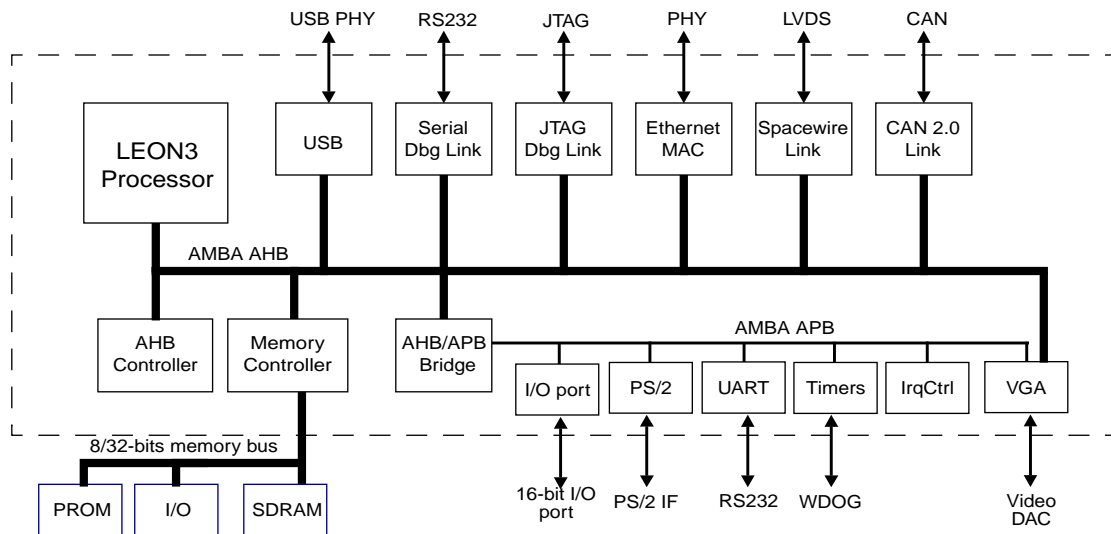 USB PHY
RS232
JTAG
PHY
LVDS
CAN
LEON3
Processor
USB
Serial
Dbg Link
JTAG
Dbg Link
Ethernet
MAC
Spacewire
Link
CAN 2.0
Link
AMBA AHB
AHB
Controller
Memory
Controller
AHB/APB
Bridge
AMBA APB
I/O port
PS/2
UART
Timers
IrqCtrl
VGA
8/32-bits memory bus
PROM
I/O
SDRAM
16-bit I/O
port
PS/2 IF
RS232
WDOG
Video
DAC